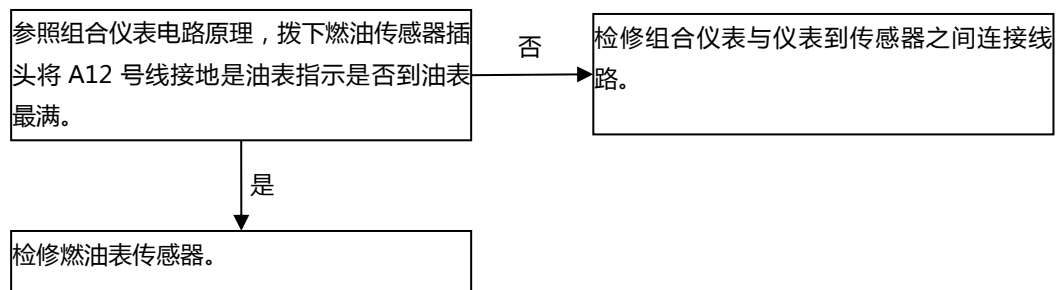 参照组合仪表电路原理，拨下燃油传感器插
头将 A12 号线接地是油表指示是否到油表
最满。
否
检修组合仪表与仪表到传感器之间连接线
路。
是
检修燃油表传感器。